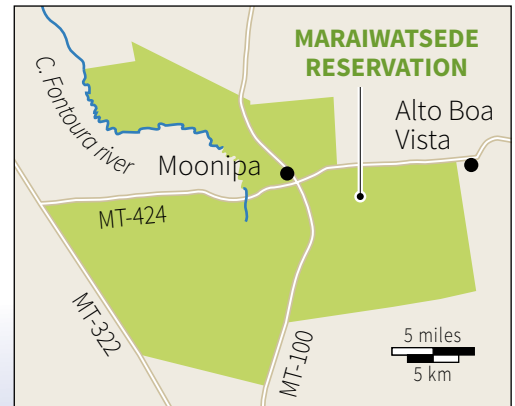 MARAIWATSEDE
RESERVATION
C. Fontoura river
Alto Boa
Vista
Moonipa
MT-424
MT-322
MT-100
5 miles
5 km